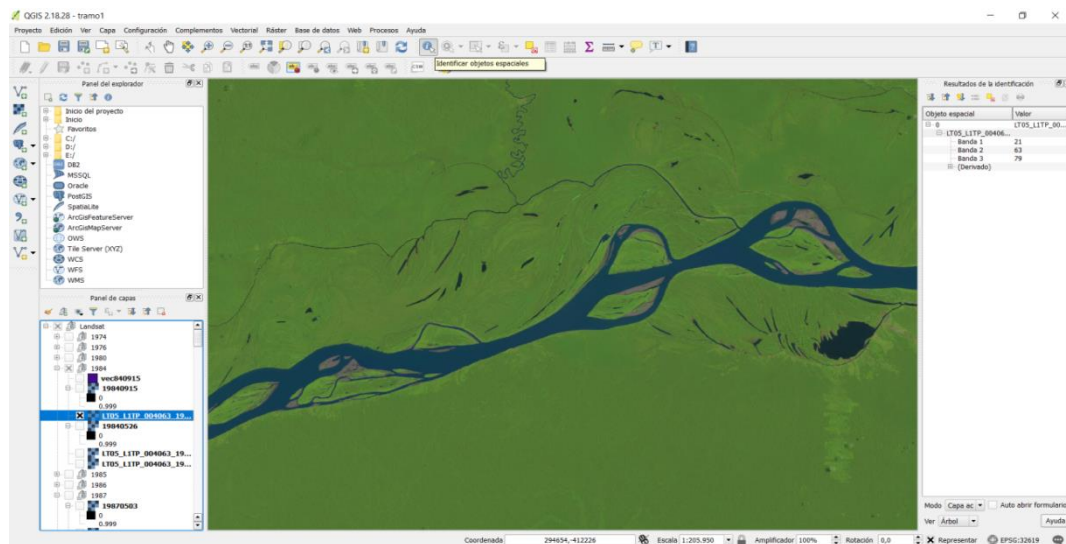 QGIS 2.18.28 - tramo1
Proyecto Edición Ver Capa Configuración Complementos Vectorial Ráster Base de datos Web Procesos Ayuda
Identificar objetos espaciales
Panel del explorador
Inicio del proyecto
Inicio
Favoritos
C:/
D:/
E:/
DB2
MSSQL
Oracle
PostGIS
SpatiaLite
ArcGisFeatureServer
ArcGisMapServer
OWS
Tile Server (XYZ)
WCS
WFS
WMS
Panel de capas
Landsat
1974
1976
1980
1984
vec840915
19840915
0
0.999
LT05_L1TP_004063_19...
19840526
0
0.999
LT05_L1TP_004063_19...
LT05_L1TP_004063_19...
1985
1986
1987
19870503
0
0.999
Resultados de la identificación
Objeto espacial Valor
0 LT05_L1TP_00...
LT05_L1TP_00406...
Banda 1 21
Banda 2 63
Banda 3 79
(Derivado)
Modo Capa ac Auto abrir formulario
Ver Árbol Ayuda
Coordenada 294654,-412226 Escala 1:205.950 Amplificador 100% Rotación 0,0 Representar EPSG:32619